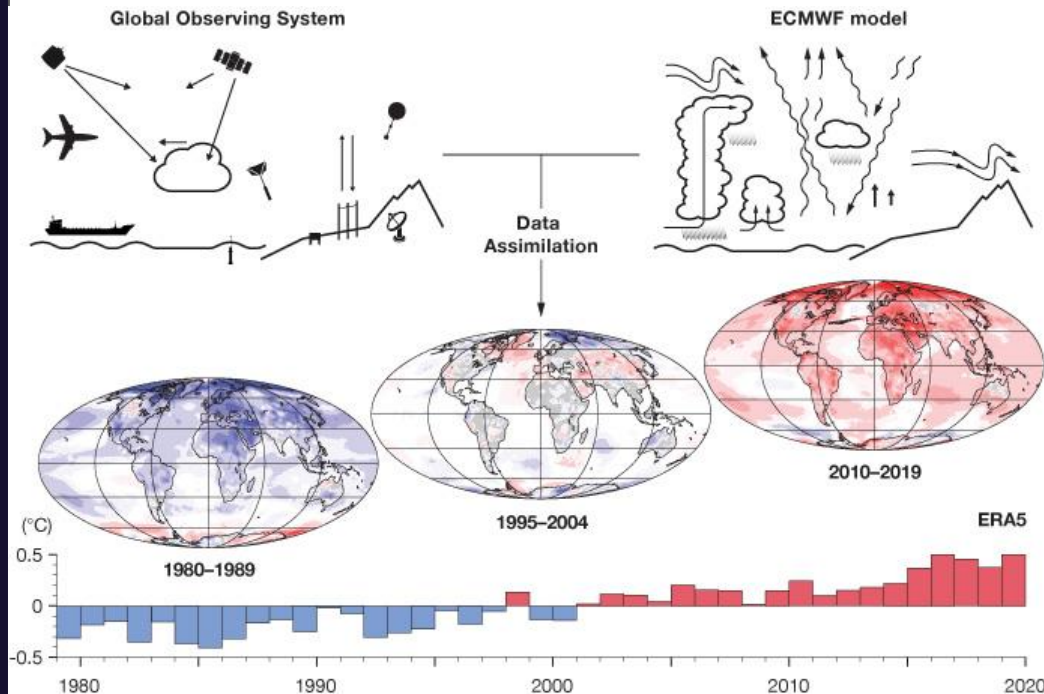 Global Observing System
ECMWF model
Data
Assimilation
2010–2019
1995–2004
ERA5
1980–1989
(°C)
0.5
0
-0.5
1980
1990
2000
2010
2020